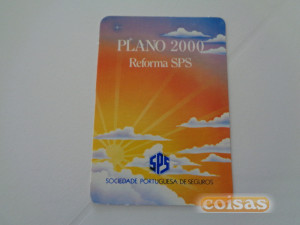 PLANO 2000
Reforma SPS
SPS
SOCIEDADE PORTUGUESA DE SEGUROS
coisas